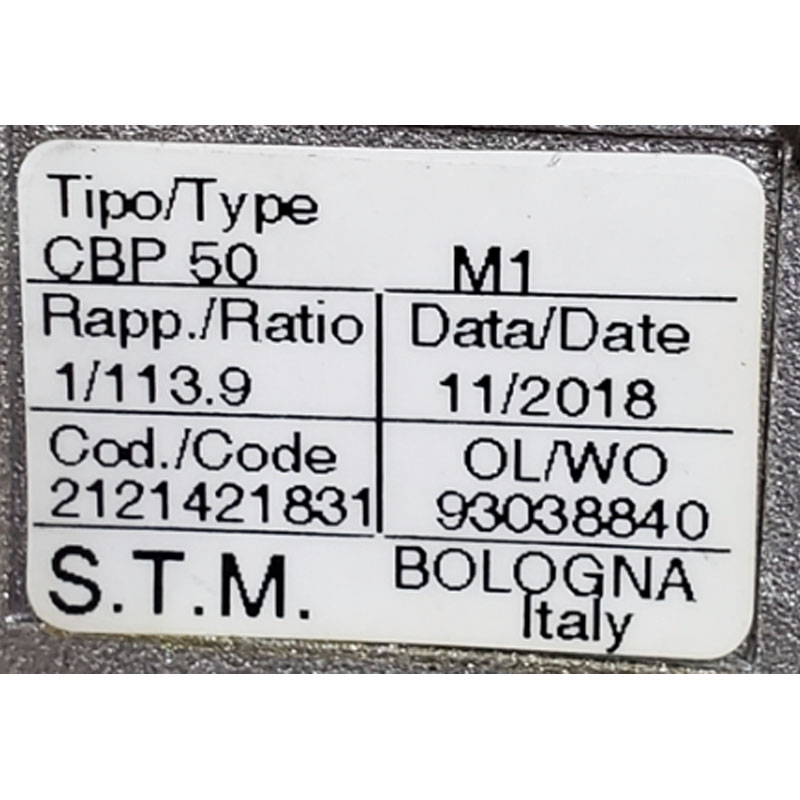 Tipo/Type
CBP 50 M1
Rapp./Ratio Data/Date
1/113.9 11/2018
Cod./Code OL/WO
2121421831 93038840
S.T.M. BOLOGNA
Italy